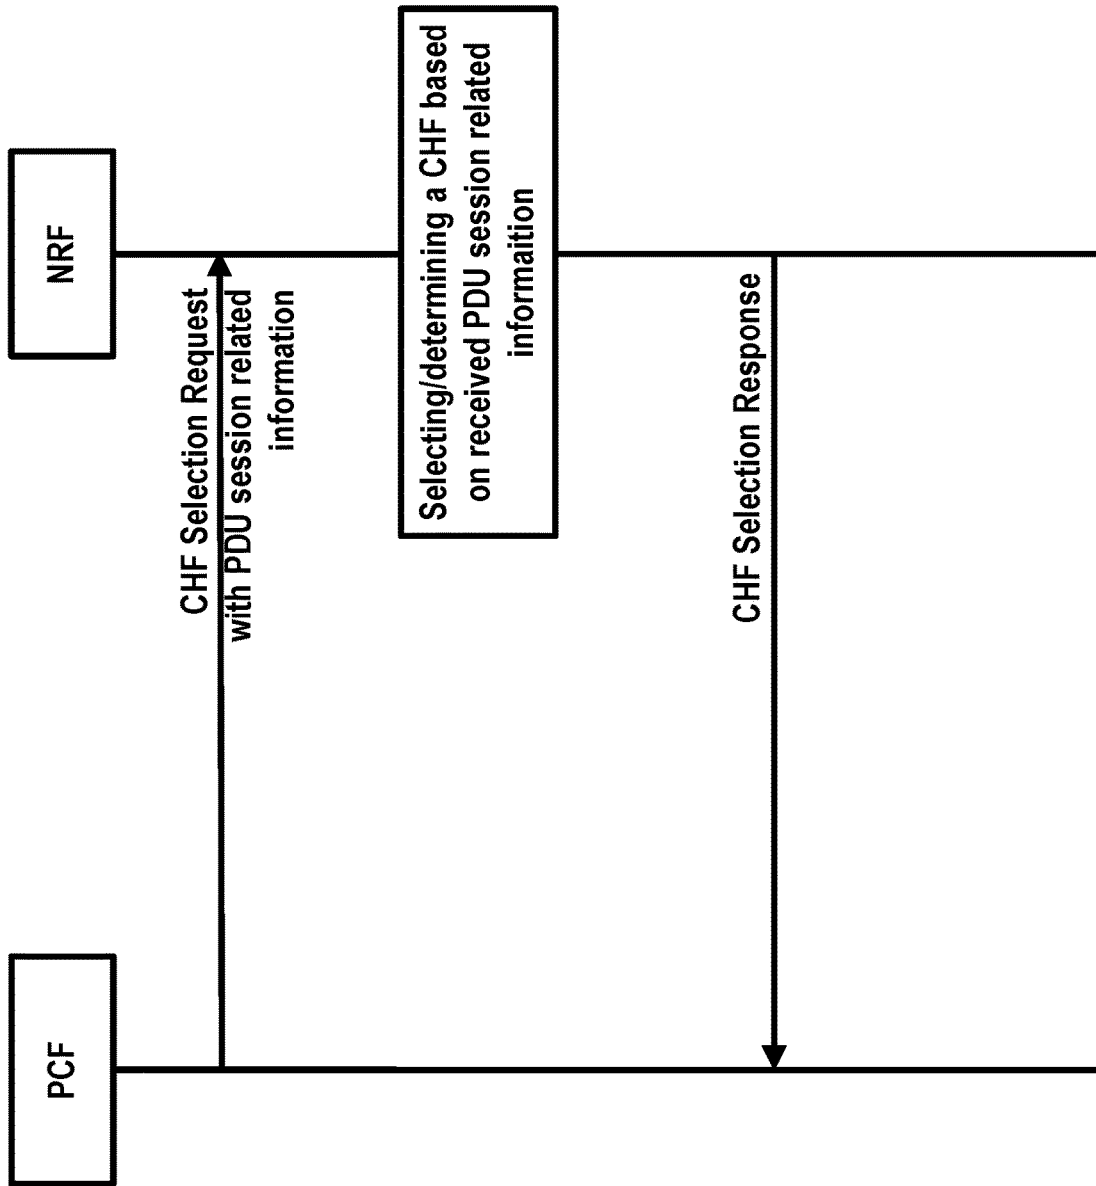 PCF
NRF
CHF Selection Request
with PDU session related
information
Selecting/determining a CHF based
on received PDU session related
informaition
CHF Selection Response